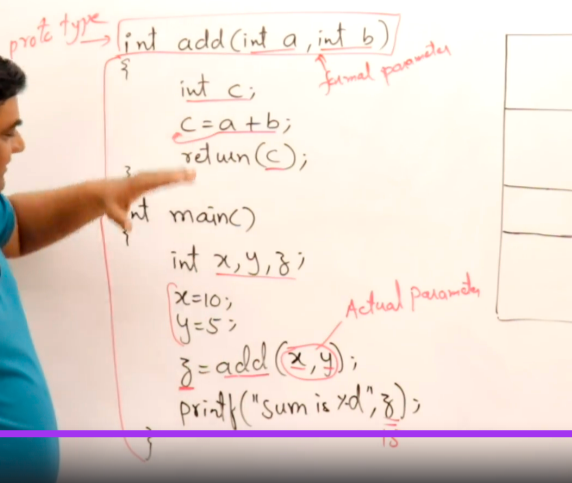 proto type
int add(int a, int b)
formal parameter
{
int c;
c=a+b;
return(c);
}
int main()
{
int x,y,z;
x=10;
y=5;
Actual Parameter
z=add(x,y);
printf("Sum is %d",z);
15
}